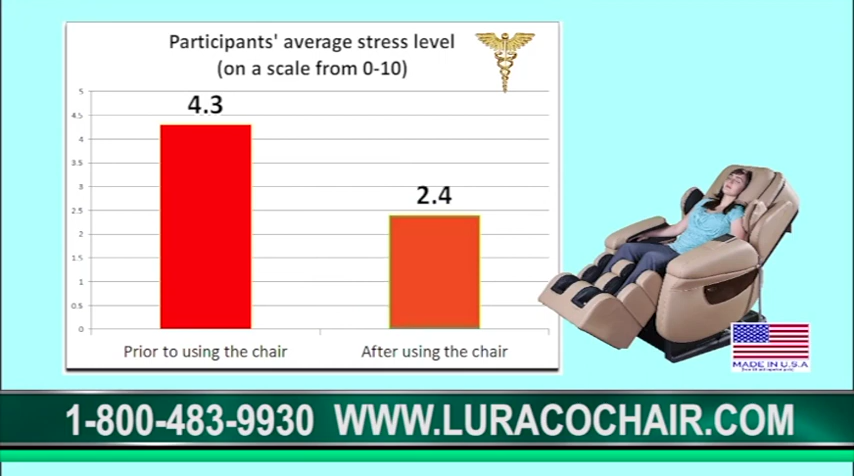 Participants' average stress level
(on a scale from 0-10)
5
4.5
4
3.5
3
2.5
2
1.5
1
0.5
0
4.3
2.4
Prior to using the chair
After using the chair
MADE IN U.S.A
1-800-483-9930 WWW.LURACOCHAIR.COM